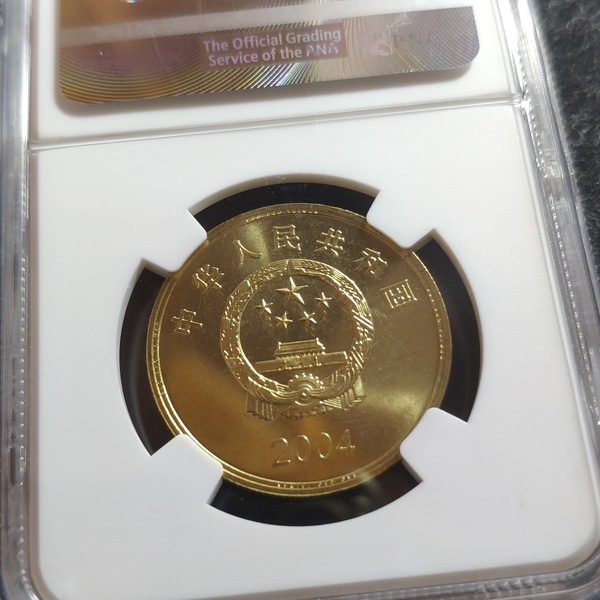 The Official Grading
Service of the ANA
中华人民共和国
2004